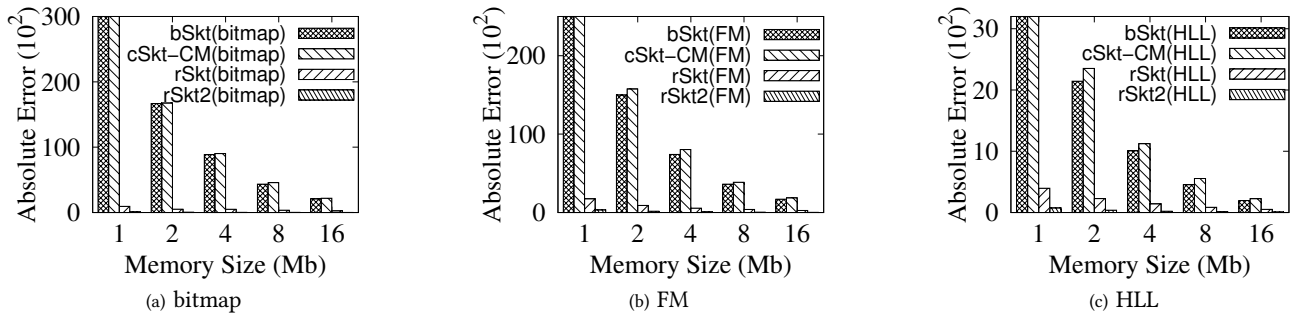 Absolute Error (10²)
300
200
100
0
bSkt(bitmap)
cSkt-CM(bitmap)
rSkt(bitmap)
rSkt2(bitmap)
1 2 4 8 16
Memory Size (Mb)
(a) bitmap
Absolute Error (10²)
200
100
0
bSkt(FM)
cSkt-CM(FM)
rSkt(FM)
rSkt2(FM)
1 2 4 8 16
Memory Size (Mb)
(b) FM
Absolute Error (10²)
30
20
10
0
bSkt(HLL)
cSkt-CM(HLL)
rSkt(HLL)
rSkt2(HLL)
1 2 4 8 16
Memory Size (Mb)
(c) HLL